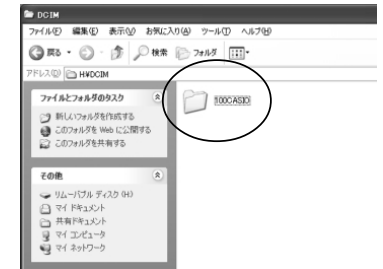 DCIM
ファイル(F) 編集(E) 表示(V) お気に入り(A) ツール(T) ヘルプ(H)
戻る 検索 フォルダ
アドレス(D) H:¥DCIM
ファイルとフォルダのタスク
新しいフォルダを作成する
このフォルダを Web に公開する
このフォルダを共有する
100CASIO
その他
リムーバブル ディスク (H:)
マイ ドキュメント
共有ドキュメント
マイ コンピュータ
マイ ネットワーク